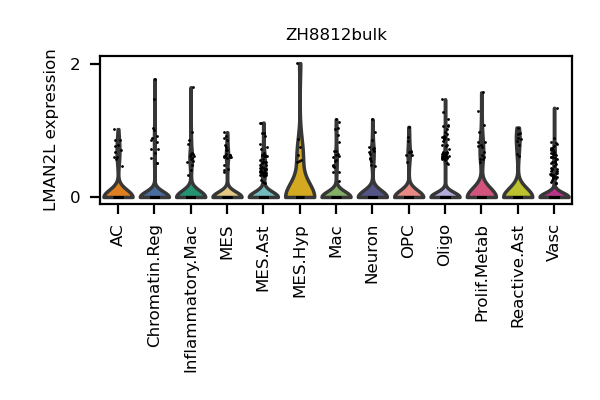 ZH8812bulk
LMAN2L expression
2
0
AC
Chromatin.Reg
Inflammatory.Mac
MES
MES.Ast
MES.Hyp
Mac
Neuron
OPC
Oligo
Prolif.Metab
Reactive.Ast
Vasc